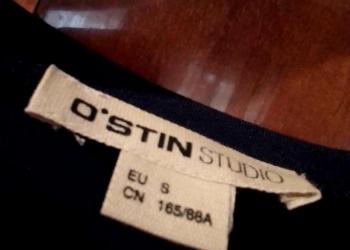 O'STIN STUDIO
EU S
CN 165/88A